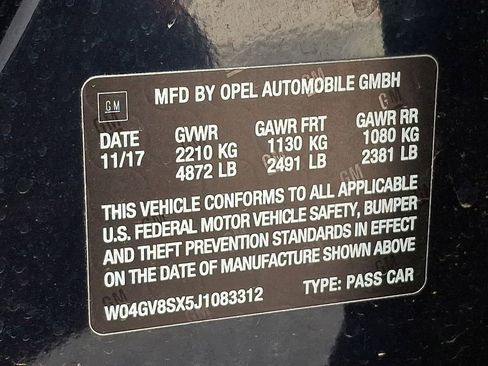 GM
MFD BY OPEL AUTOMOBILE GMBH
DATE GVWR GAWR FRT GAWR RR
11/17 2210 KG 1130 KG 1080 KG
4872 LB 2491 LB 2381 LB
THIS VEHICLE CONFORMS TO ALL APPLICABLE
U.S. FEDERAL MOTOR VEHICLE SAFETY, BUMPER
AND THEFT PREVENTION STANDARDS IN EFFECT
ON THE DATE OF MANUFACTURE SHOWN ABOVE
W04GV8SX5J1083312 TYPE: PASS CAR